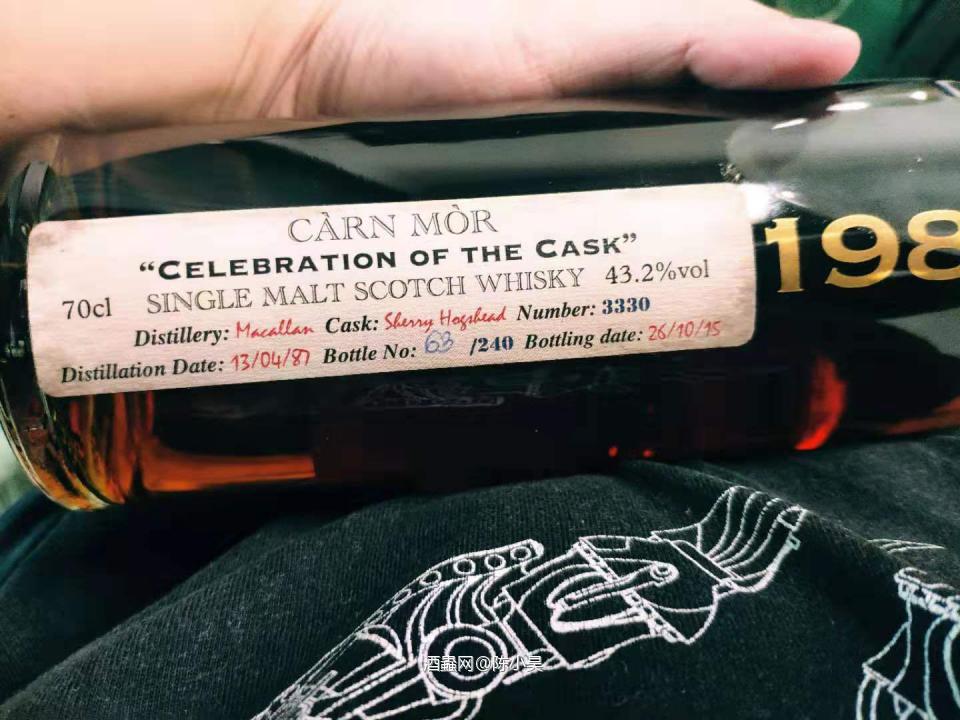 CÀRN MÒR
“CELEBRATION OF THE CASK”
70cl SINGLE MALT SCOTCH WHISKY 43.2%vol
Distillery: Macallan Cask: Sherry Hogshead Number: 3330
Distillation Date: 13/04/87 Bottle No: 63 /240 Bottling date: 26/10/15
198
酒蟲网@陈小昊